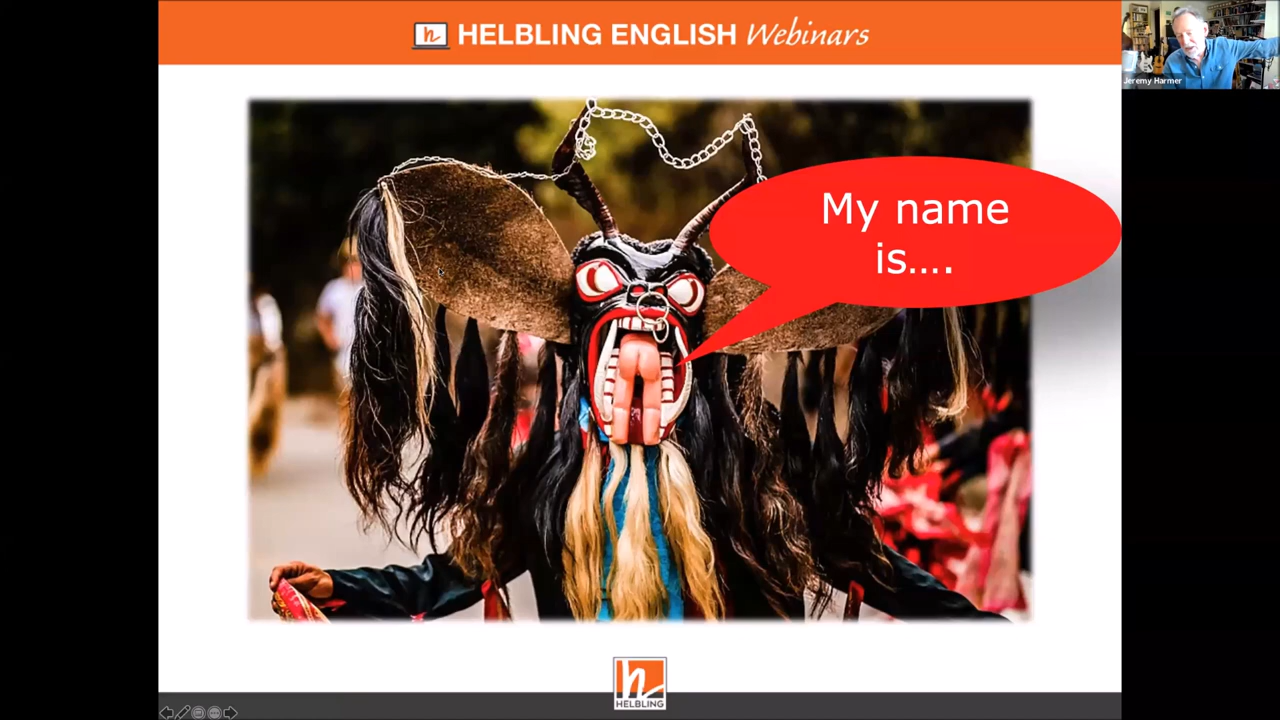 HELBLING ENGLISH Webinars
Jeremy Harmer
My name
is....
HELBLING